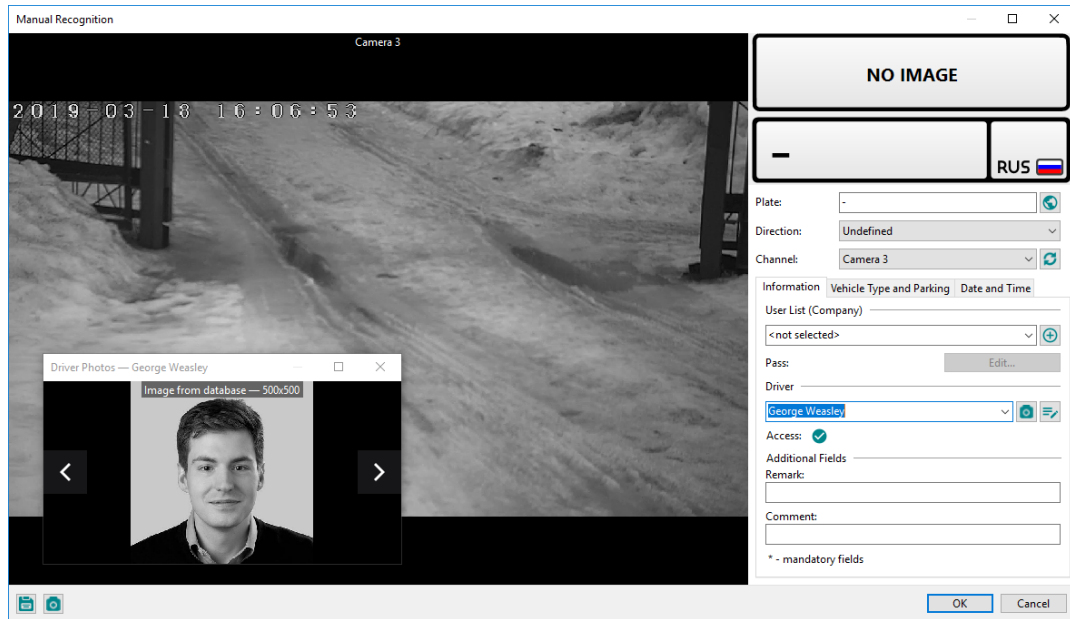 Manual Recognition
Camera 3
2019-03-18 16:06:53
NO IMAGE
-
RUS
Plate:
-
Direction:
Undefined
Channel:
Camera 3
Information
Vehicle Type and Parking
Date and Time
User List (Company)
<not selected>
Pass:
Edit...
Driver
George Weasley
Access:
Additional Fields
Remark:
Comment:
* - mandatory fields
Driver Photos — George Weasley
Image from database — 500x500
OK
Cancel